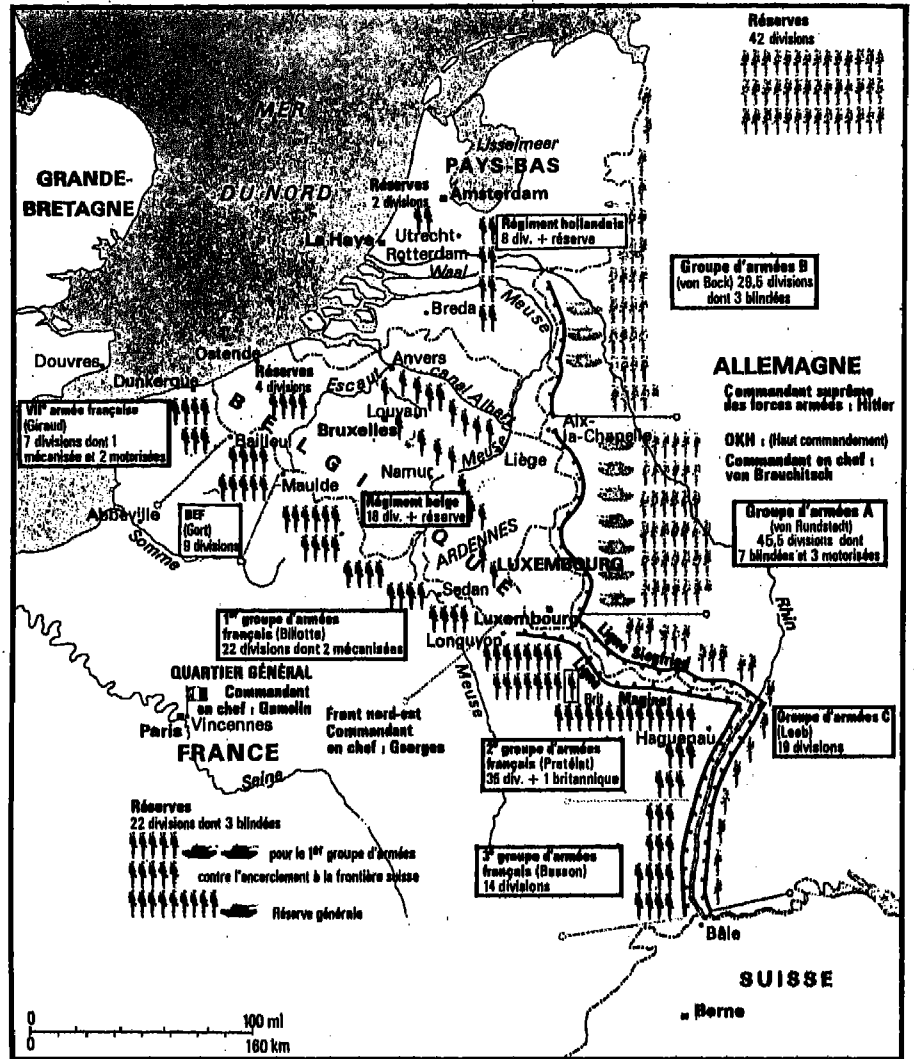 Réserves
42 divisions
MER
DU NORD
GRANDE-
BRETAGNE
IJsselmeer
PAYS-BAS
Amsterdam
Réserves
2 divisions
La Haye
Utrecht
Rotterdam
Waal
Régiment hollandais
8 div. + réserve
Groupe d'armées B
(von Bock) 29,5 divisions
dont 3 blindées
Breda
Meuse
Douvres
Ostende
Dunkerque
Anvers
Réserves
4 divisions
Escaut
canal Albert
ALLEMAGNE
Commandant suprême
des forces armées : Hitler
OKH : (Haut commandement)
Commandant en chef :
von Brauchitsch
VIIe armée française
(Giraud)
7 divisions dont 1
mécanisée et 2 motorisées
BELGIQUE
Louvain
Bruxelles
Bailleul
Aix-
la-Chapelle
Meuse
Liège
Namur
Maulde
Abbeville
BEF
(Gort)
9 divisions
Régiment belge
18 div. + réserve
Groupe d'armées A
(von Rundstedt)
45,5 divisions dont
7 blindées et 3 motorisées
Somme
ARDENNES
LUXEMBOURG
Sedan
Rhin
Luxembourg
1er groupe d'armées
français (Billotte)
22 divisions dont 2 mécanisées
Longuyon
Ligne Siegfried
Ligne Maginot
Brit
QUARTIER GÉNÉRAL
Commandant
en chef : Gamelin
Paris
Vincennes
FRANCE
Seine
Meuse
Front nord-est
Commandant
en chef : Georges
Groupe d'armées C
(Leeb)
19 divisions
Haguenau
2e groupe d'armées
français (Prételat)
35 div. + 1 britannique
Réserves
22 divisions dont 3 blindées
pour le 1er groupe d'armées
contre l'encerclement à la frontière suisse
Réserve générale
3e groupe d'armées
français (Besson)
14 divisions
Bâle
SUISSE
Berne
0 100 ml
0 160 km